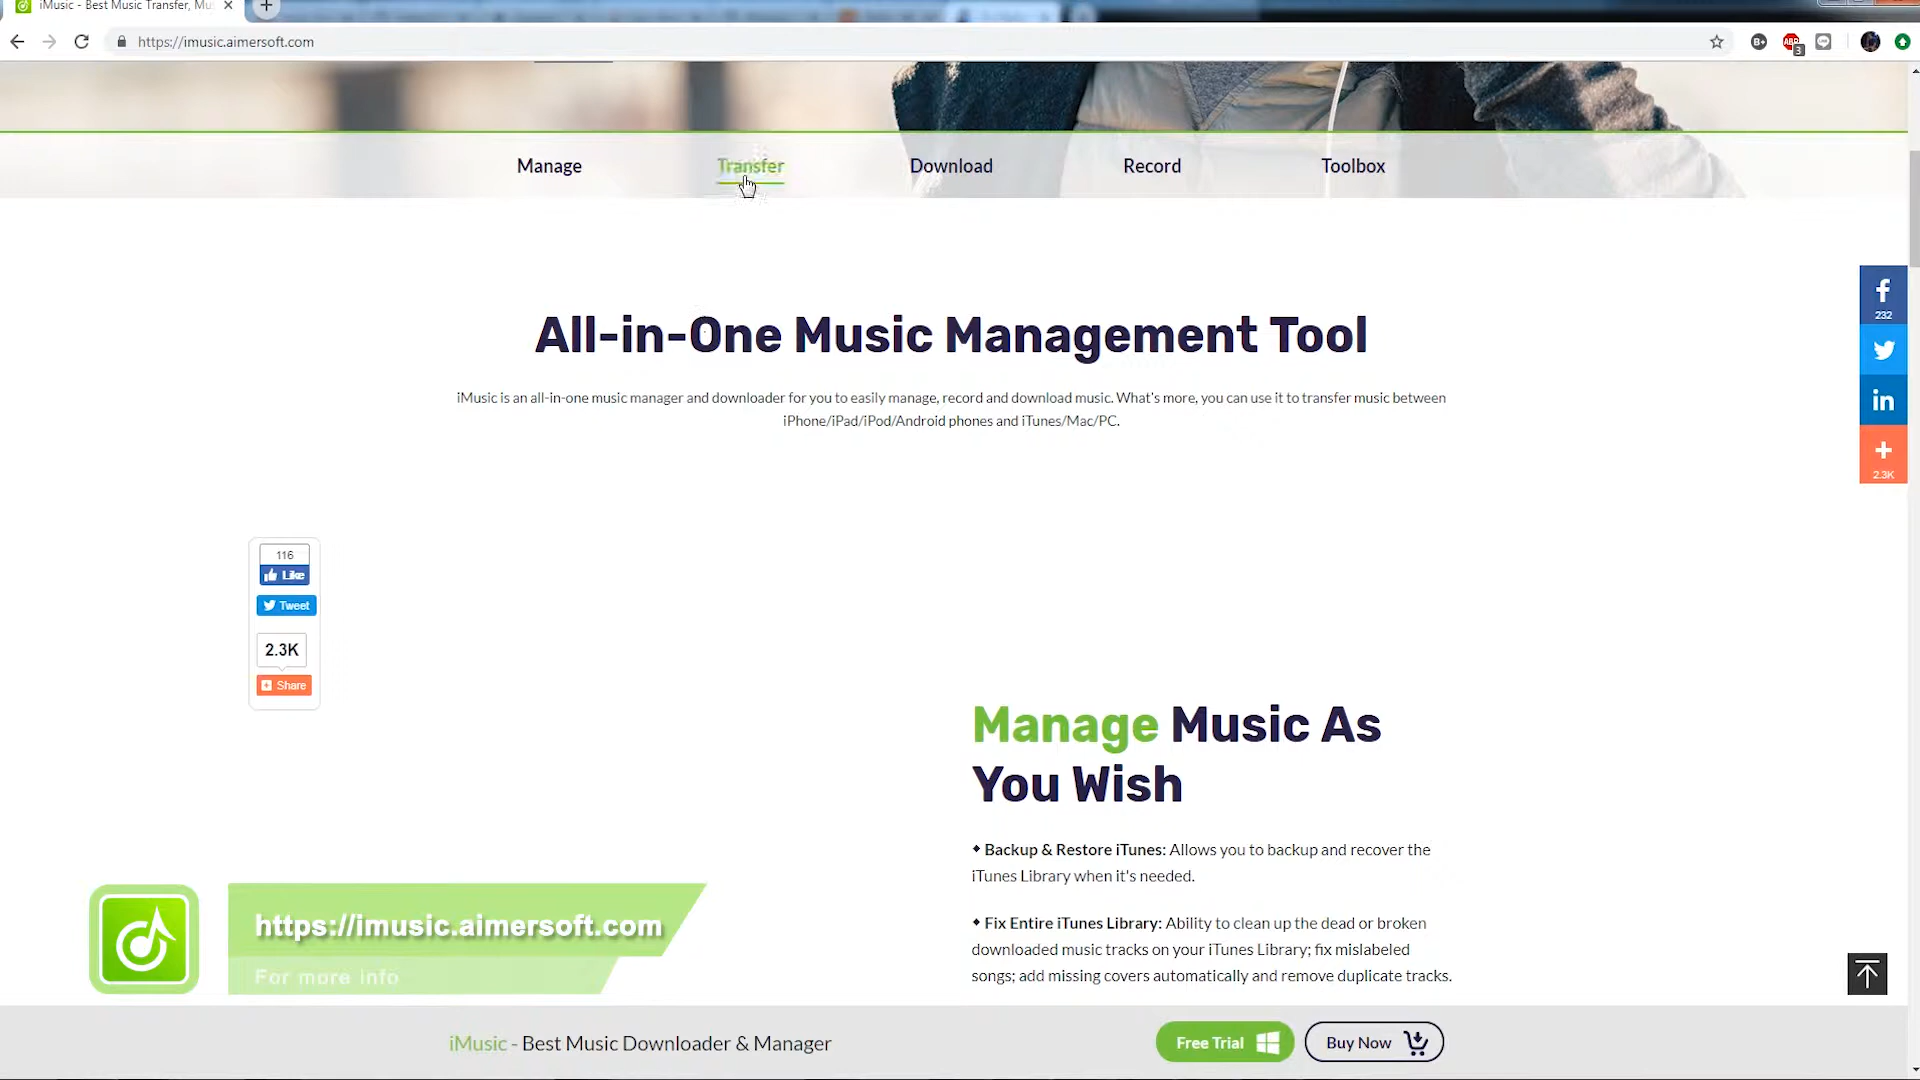 iMusic - Best Music Transfer, Mu
https://imusic.aimersoft.com
B+
ABP
3
Manage
Transfer
Download
Record
Toolbox
232
All-in-One Music Management Tool
iMusic is an all-in-one music manager and downloader for you to easily manage, record and download music. What's more, you can use it to transfer music between
iPhone/iPad/iPod/Android phones and iTunes/Mac/PC.
in
2.3K
116
Like
Tweet
2.3K
Share
Manage Music As
You Wish
Backup & Restore iTunes: Allows you to backup and recover the
iTunes Library when it's needed.
Fix Entire iTunes Library: Ability to clean up the dead or broken
downloaded music tracks on your iTunes Library; fix mislabeled
songs; add missing covers automatically and remove duplicate tracks.
https://imusic.aimersoft.com
For more info
iMusic - Best Music Downloader & Manager
Free Trial
Buy Now